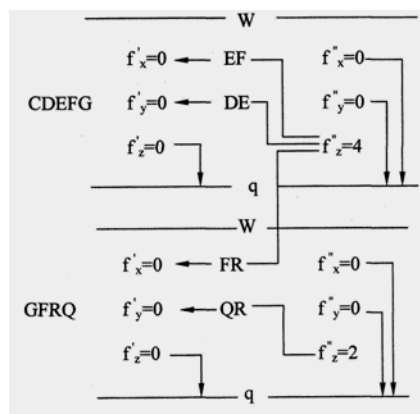 W
f'x=0 EF f''x=0
CDEFG f'y=0 DE f''y=0
f'z=0 f''z=4
q
W
f'x=0 FR f''x=0
GFRQ f'y=0 QR f''y=0
f'z=0 f''z=2
q